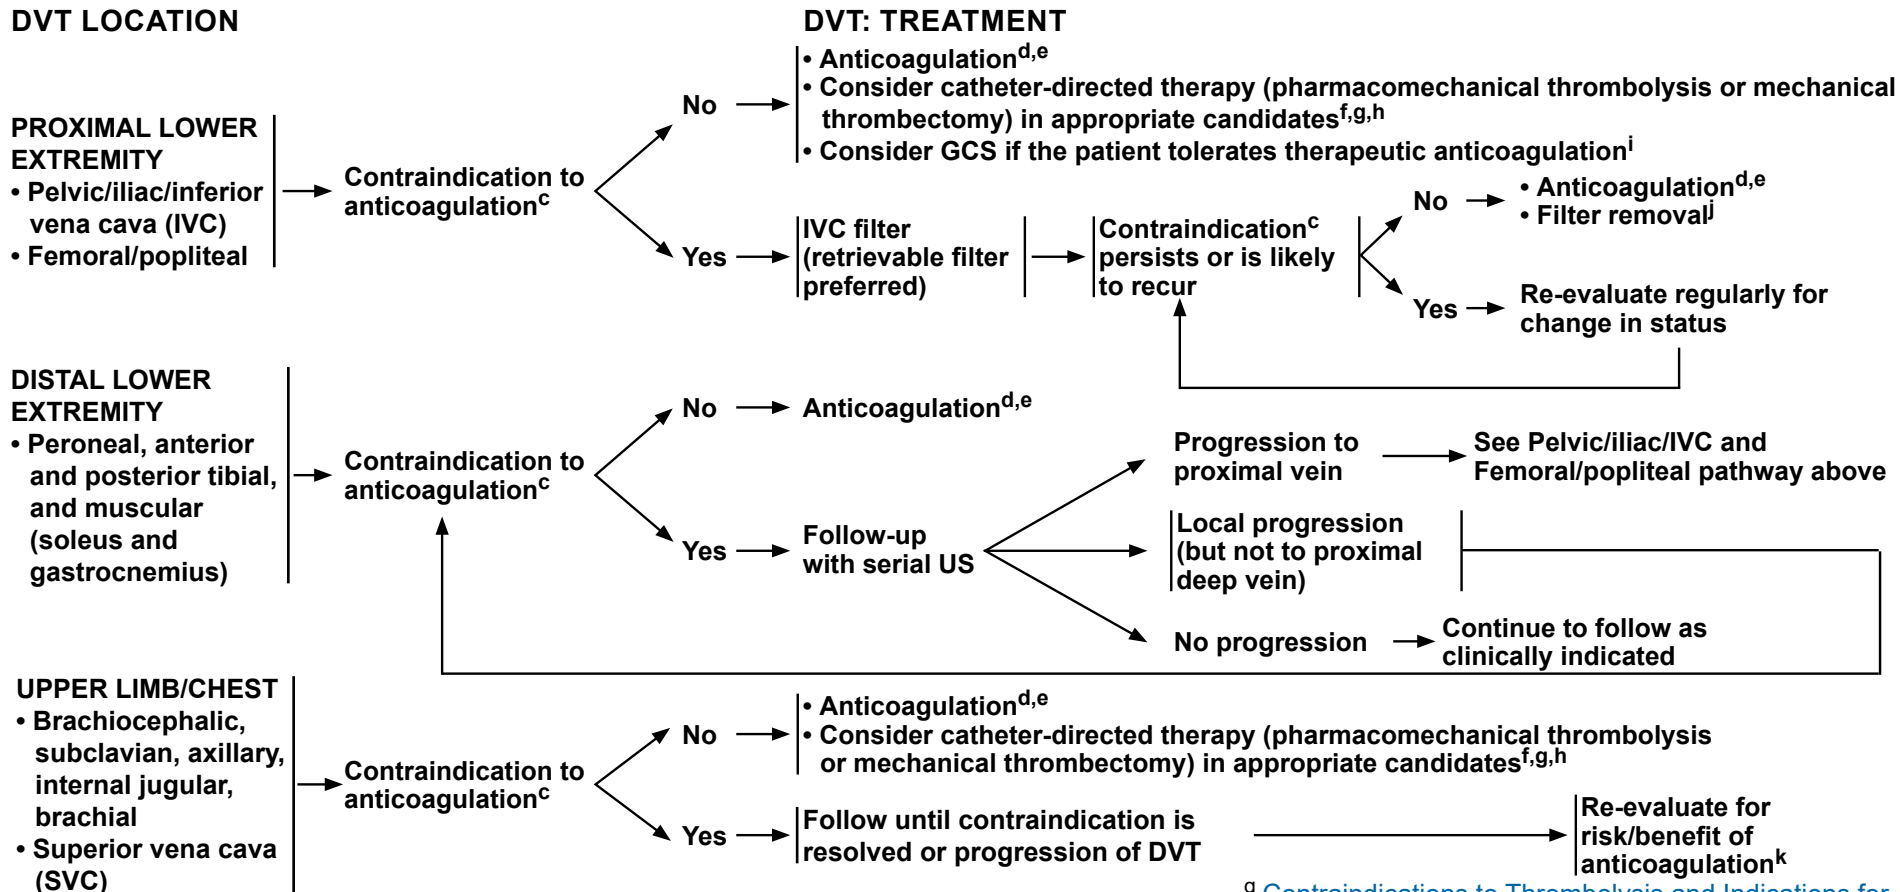 DVT LOCATION
DVT: TREATMENT
PROXIMAL LOWER
EXTREMITY
• Pelvic/iliac/inferior
vena cava (IVC)
• Femoral/popliteal
Contraindication to
anticoagulationc
No
• Anticoagulationd,e
• Consider catheter-directed therapy (pharmacomechanical thrombolysis or mechanical
thrombectomy) in appropriate candidatesf,g,h
• Consider GCS if the patient tolerates therapeutic anticoagulationi
Yes
IVC filter
(retrievable filter
preferred)
Contraindicationc
persists or is likely
to recur
No
• Anticoagulationd,e
• Filter removalj
Yes
Re-evaluate regularly for
change in status
DISTAL LOWER
EXTREMITY
• Peroneal, anterior
and posterior tibial,
and muscular
(soleus and
gastrocnemius)
Contraindication to
anticoagulationc
No
Anticoagulationd,e
Yes
Follow-up
with serial US
Progression to
proximal vein
See Pelvic/iliac/IVC and
Femoral/popliteal pathway above
Local progression
(but not to proximal
deep vein)
No progression
Continue to follow as
clinically indicated
UPPER LIMB/CHEST
• Brachiocephalic,
subclavian, axillary,
internal jugular,
brachial
• Superior vena cava
(SVC)
Contraindication to
anticoagulationc
No
• Anticoagulationd,e
• Consider catheter-directed therapy (pharmacomechanical thrombolysis
or mechanical thrombectomy) in appropriate candidatesf,g,h
Yes
Follow until contraindication is
resolved or progression of DVT
Re-evaluate for
risk/benefit of
anticoagulationk
g Contraindications to Thrombolysis and Indications for